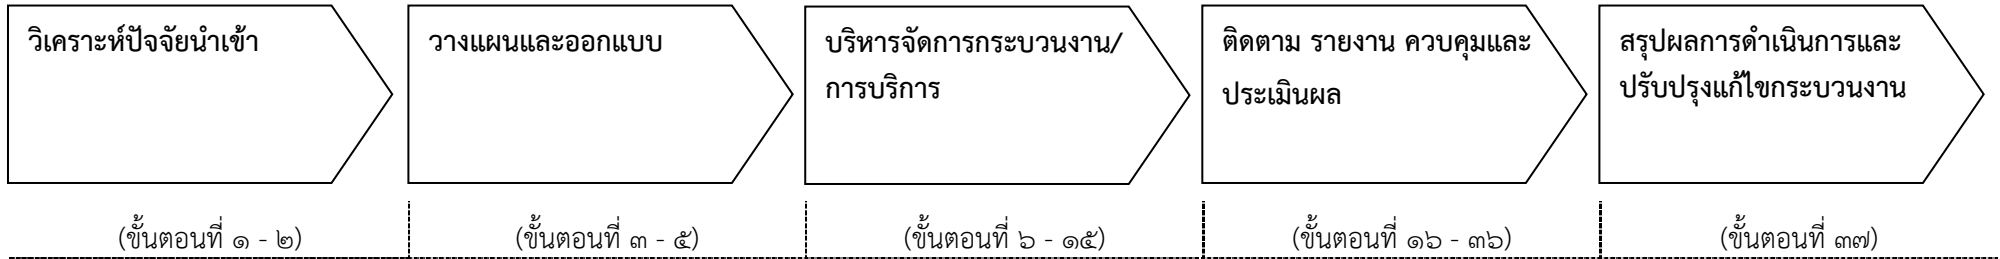 วิเคราะห์ปัจจัยนำเข้า
วางแผนและออกแบบ
บริหารจัดการกระบวนงาน/
การบริการ
ติดตาม รายงาน ควบคุมและ
ประเมินผล
สรุปผลการดำเนินการและ
ปรับปรุงแก้ไขกระบวนงาน
(ขั้นตอนที่ ๑ - ๒)
(ขั้นตอนที่ ๓ - ๕)
(ขั้นตอนที่ ๖ - ๑๕)
(ขั้นตอนที่ ๑๖ - ๓๖)
(ขั้นตอนที่ ๓๗)